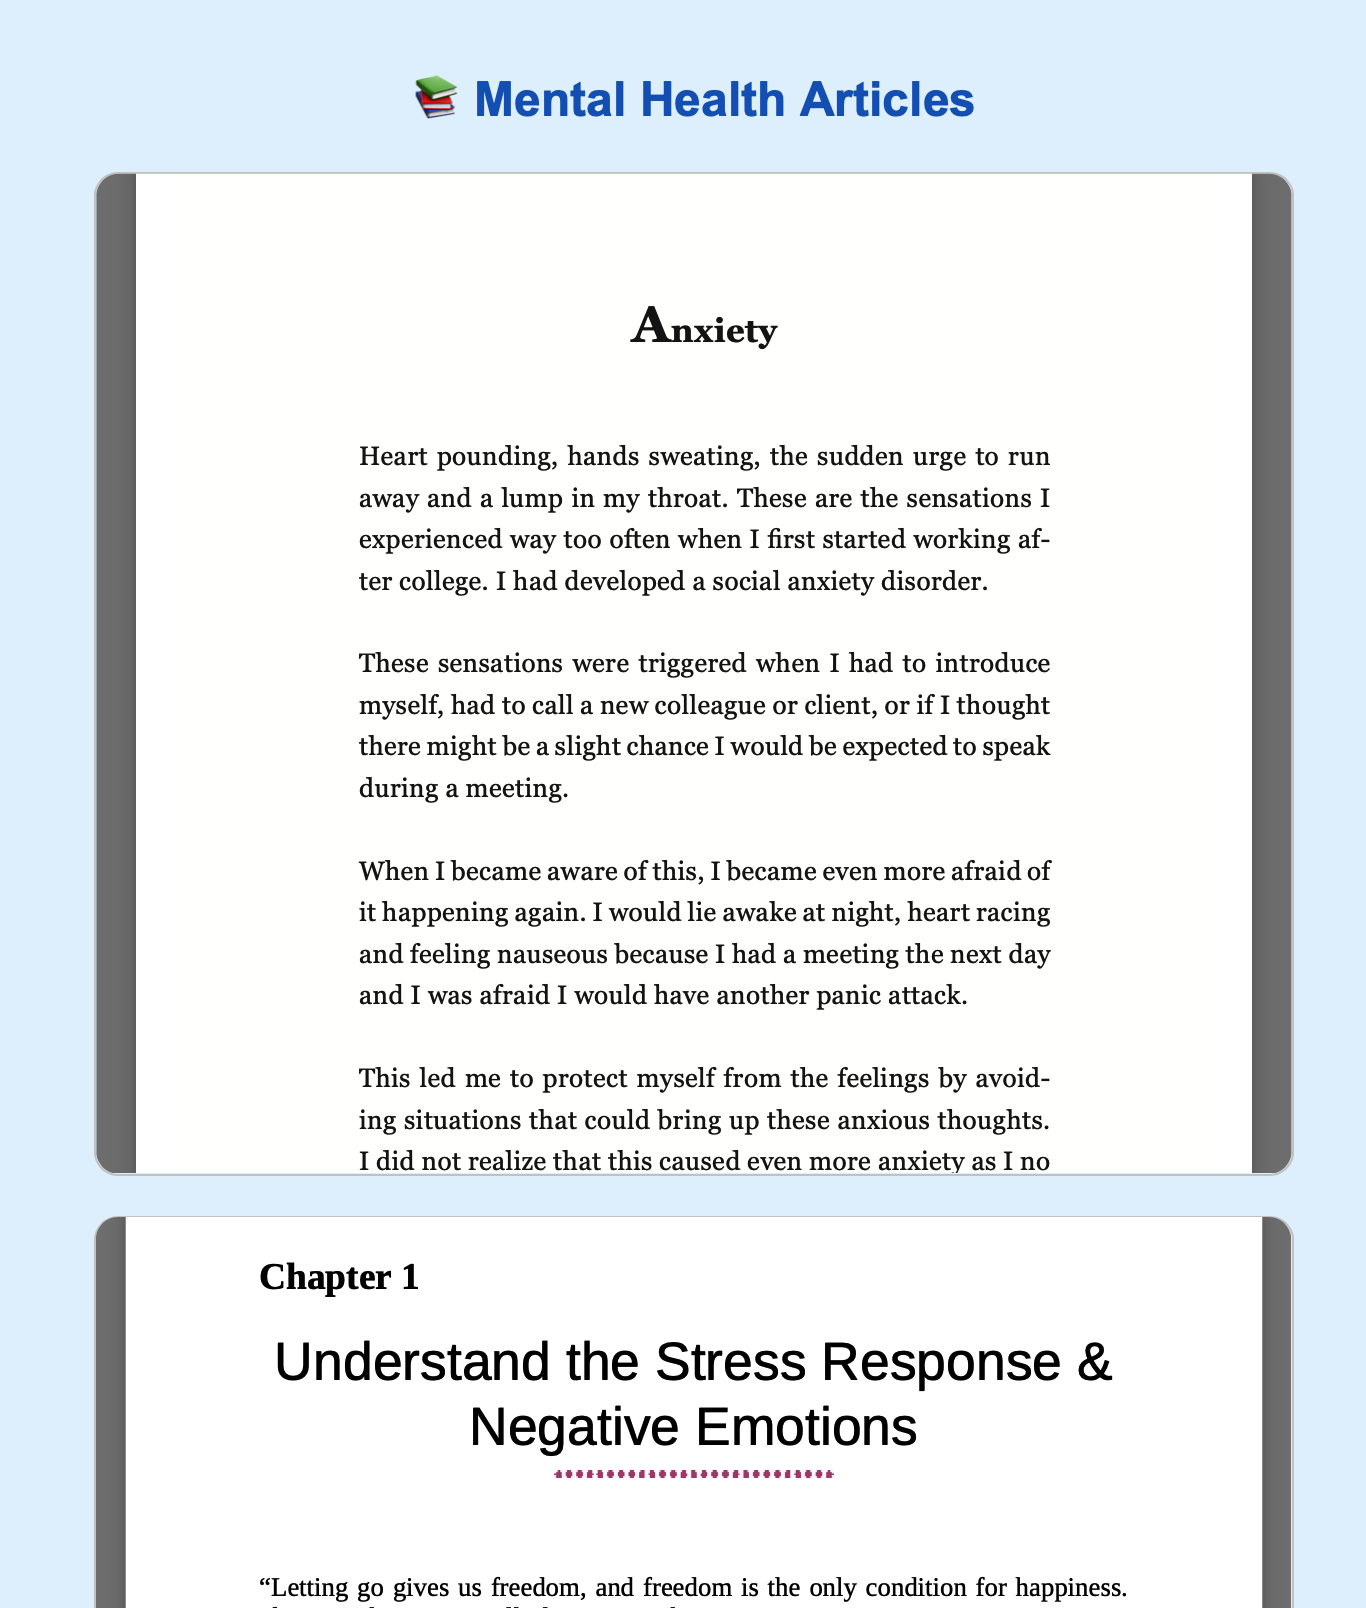 📚 Mental Health Articles
Anxiety
Heart pounding, hands sweating, the sudden urge to run
away and a lump in my throat. These are the sensations I
experienced way too often when I first started working af-
ter college. I had developed a social anxiety disorder.
These sensations were triggered when I had to introduce
myself, had to call a new colleague or client, or if I thought
there might be a slight chance I would be expected to speak
during a meeting.
When I became aware of this, I became even more afraid of
it happening again. I would lie awake at night, heart racing
and feeling nauseous because I had a meeting the next day
and I was afraid I would have another panic attack.
This led me to protect myself from the feelings by avoid-
ing situations that could bring up these anxious thoughts.
I did not realize that this caused even more anxiety as I no
Chapter 1
Understand the Stress Response &
Negative Emotions
“Letting go gives us freedom, and freedom is the only condition for happiness.